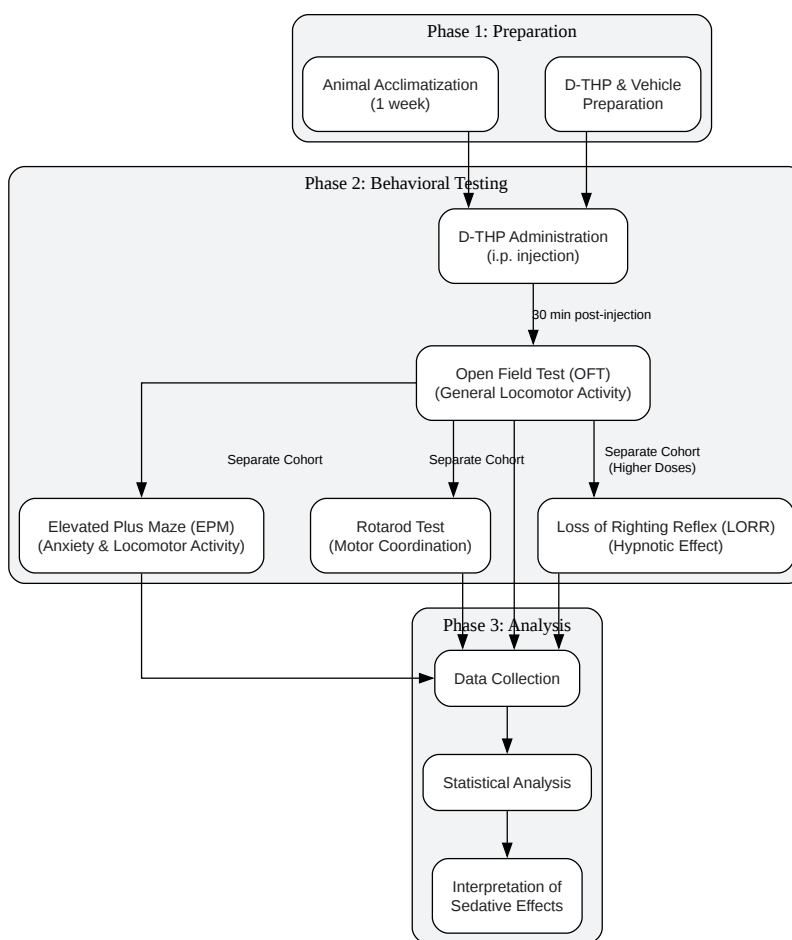 Phase 1: Preparation
Animal Acclimatization
(1 week)
D-THP & Vehicle
Preparation
Phase 2: Behavioral Testing
D-THP Administration
(i.p. injection)
30 min post-injection
Open Field Test (OFT)
(General Locomotor Activity)
Separate Cohort
Separate Cohort
Separate Cohort
(Higher Doses)
Elevated Plus Maze (EPM)
(Anxiety & Locomotor Activity)
Rotarod Test
(Motor Coordination)
Loss of Righting Reflex (LORR)
(Hypnotic Effect)
Phase 3: Analysis
Data Collection
Statistical Analysis
Interpretation of
Sedative Effects